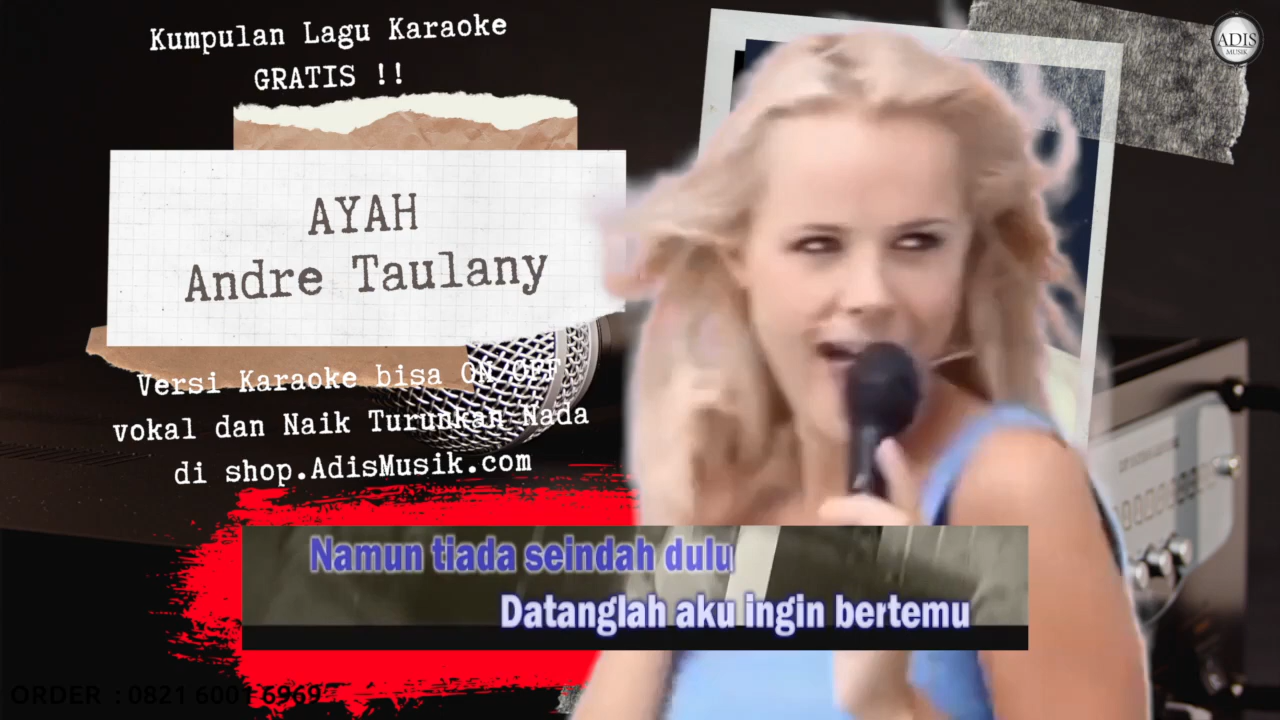 Kumpulan Lagu Karaoke
GRATIS !!
ADIS
MUSIK
AYAH
Andre Taulany
Versi Karaoke bisa ON OFF
vokal dan Naik Turunkan Nada
di shop.AdisMusik.com
Namun tiada seindah dulu
Datanglah aku ingin bertemu
ORDER : 0821 6001 6969